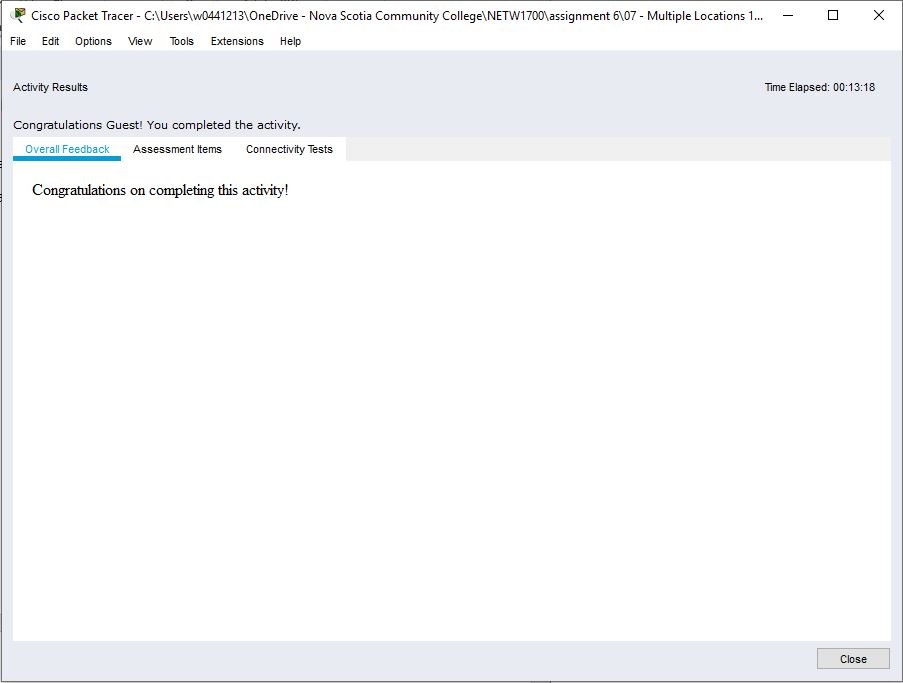 Cisco Packet Tracer - C:\Users\w0441213\OneDrive - Nova Scotia Community College\NETW1700\assignment 6\07 - Multiple Locations 1...
File Edit Options View Tools Extensions Help
Activity Results Time Elapsed: 00:13:18
Congratulations Guest! You completed the activity.
Overall Feedback Assessment Items Connectivity Tests
Congratulations on completing this activity!
Close